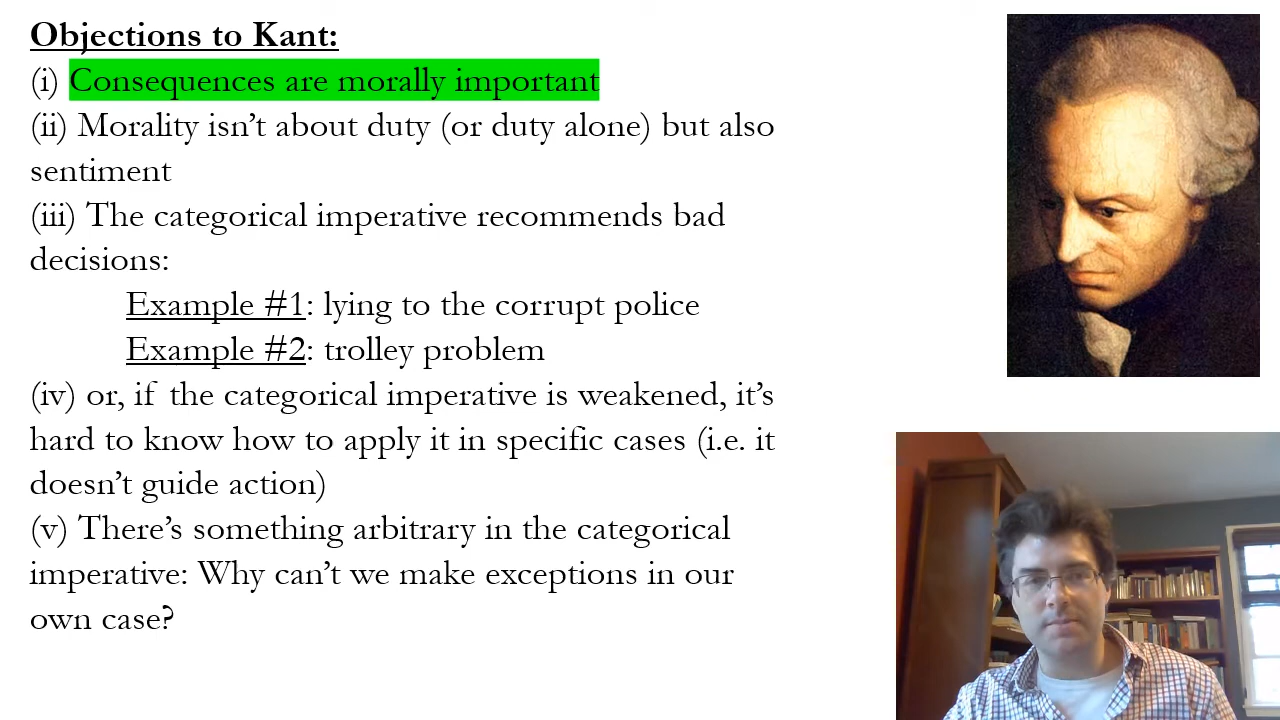 Objections to Kant:
(i) Consequences are morally important
(ii) Morality isn’t about duty (or duty alone) but also
sentiment
(iii) The categorical imperative recommends bad
decisions:
Example #1: lying to the corrupt police
Example #2: trolley problem
(iv) or, if the categorical imperative is weakened, it’s
hard to know how to apply it in specific cases (i.e. it
doesn’t guide action)
(v) There’s something arbitrary in the categorical
imperative: Why can’t we make exceptions in our
own case?